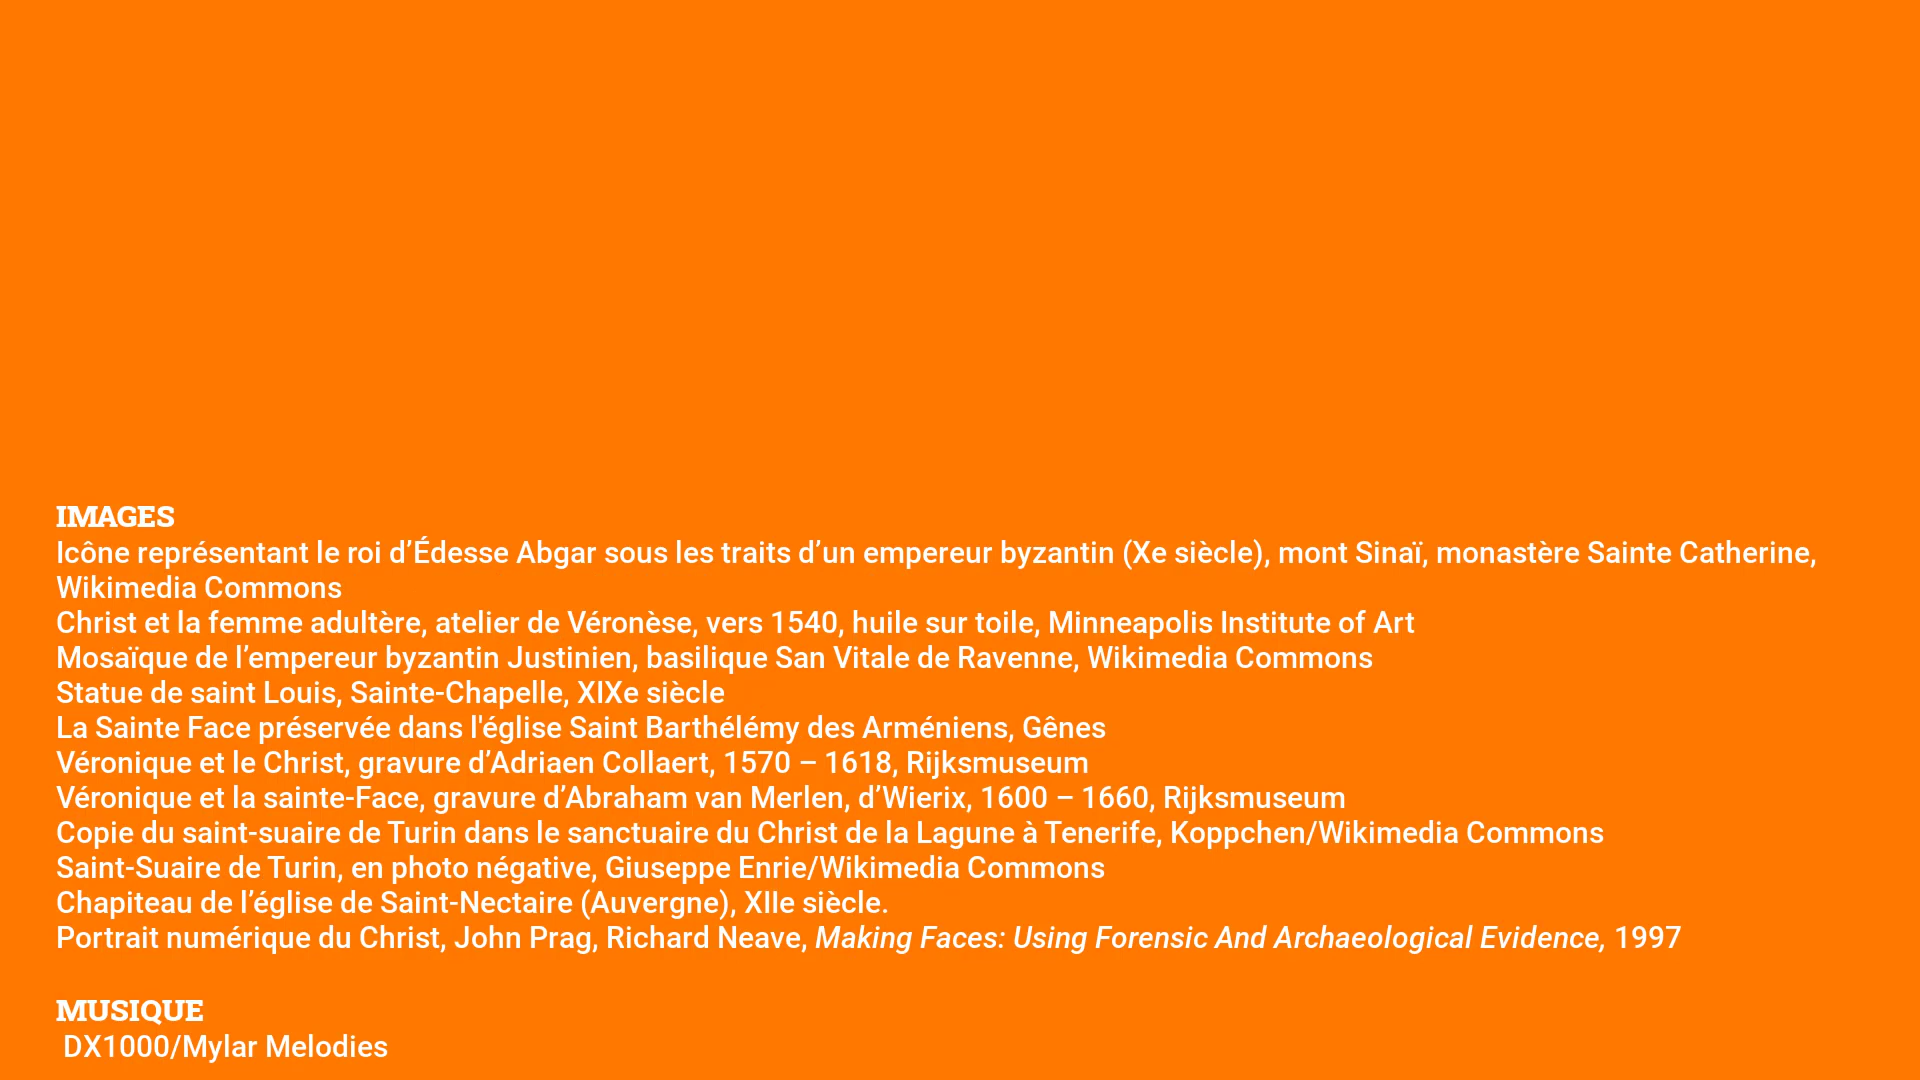 IMAGES
Icône représentant le roi d’Édesse Abgar sous les traits d’un empereur byzantin (Xe siècle), mont Sinaï, monastère Sainte Catherine,
Wikimedia Commons
Christ et la femme adultère, atelier de Véronèse, vers 1540, huile sur toile, Minneapolis Institute of Art
Mosaïque de l’empereur byzantin Justinien, basilique San Vitale de Ravenne, Wikimedia Commons
Statue de saint Louis, Sainte-Chapelle, XIXe siècle
La Sainte Face préservée dans l'église Saint Barthélémy des Arméniens, Gênes
Véronique et le Christ, gravure d’Adriaen Collaert, 1570 – 1618, Rijksmuseum
Véronique et la sainte-Face, gravure d’Abraham van Merlen, d’Wierix, 1600 – 1660, Rijksmuseum
Copie du saint-suaire de Turin dans le sanctuaire du Christ de la Lagune à Tenerife, Koppchen/Wikimedia Commons
Saint-Suaire de Turin, en photo négative, Giuseppe Enrie/Wikimedia Commons
Chapiteau de l’église de Saint-Nectaire (Auvergne), XIIe siècle.
Portrait numérique du Christ, John Prag, Richard Neave, Making Faces: Using Forensic And Archaeological Evidence, 1997
MUSIQUE
DX1000/Mylar Melodies